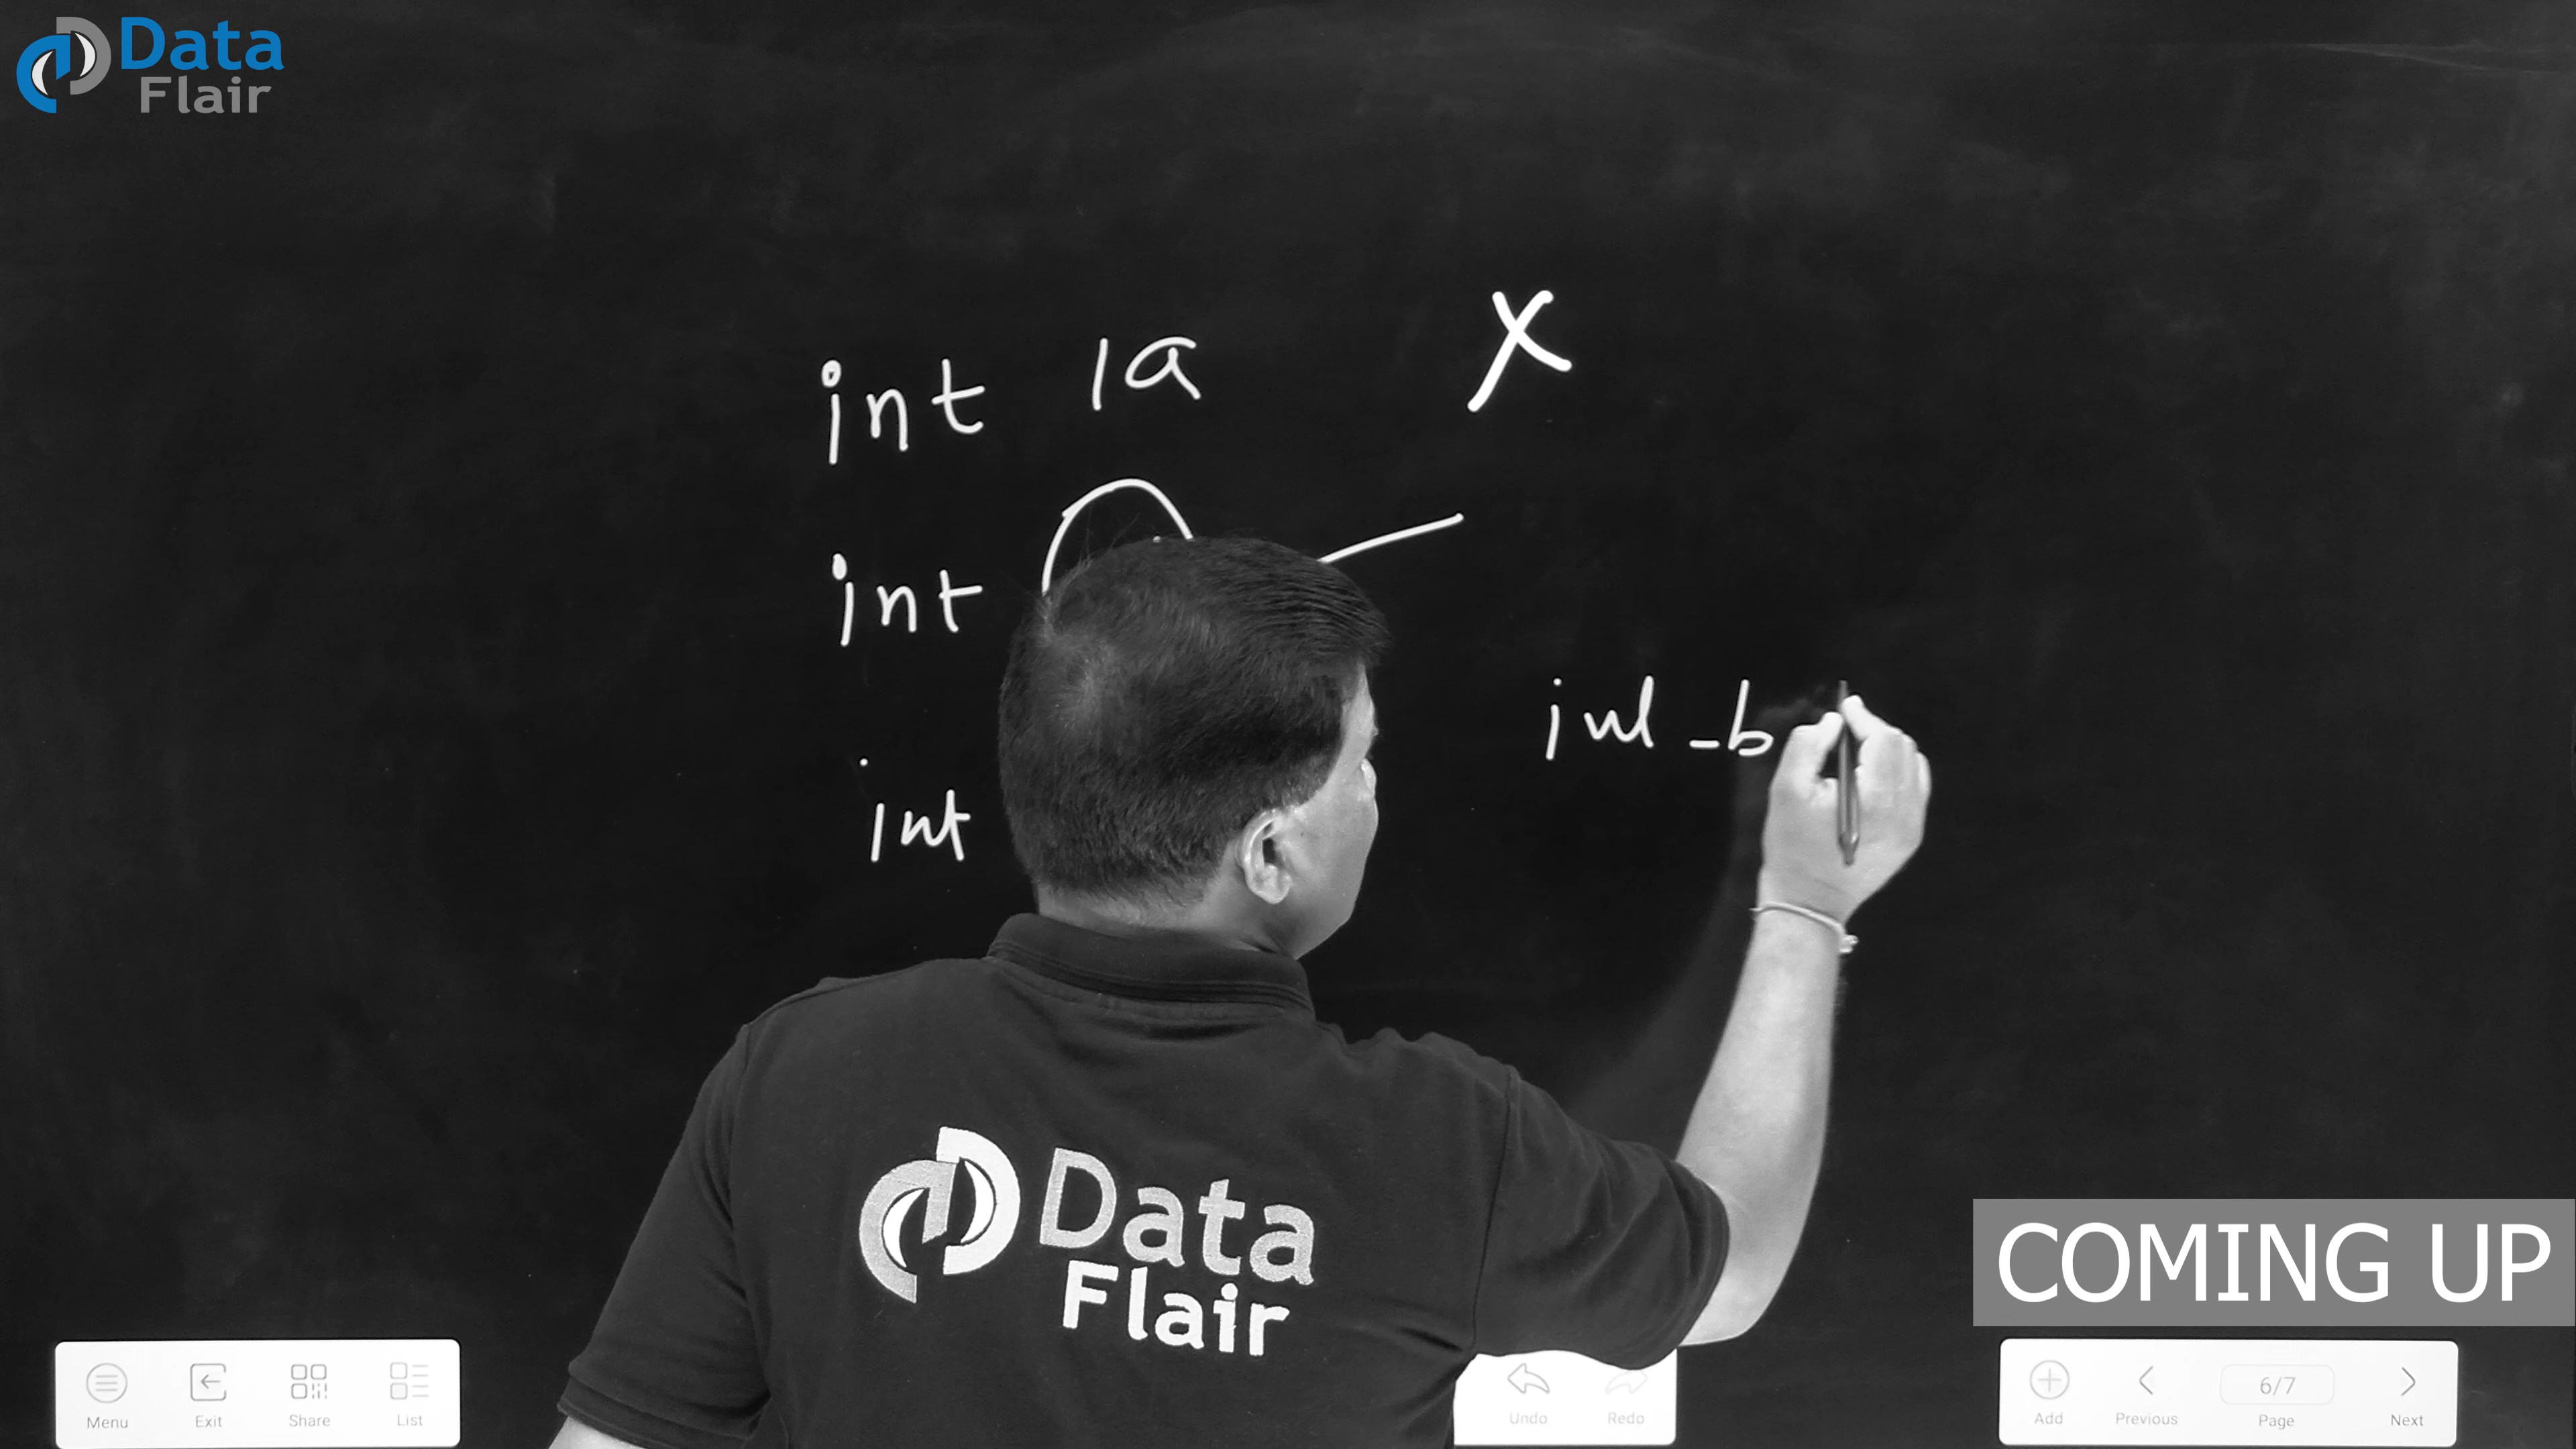 Data
Flair
int 1a X
int
int -b
int
Data
Flair
COMING UP
Menu Exit Share List
Undo Redo
Add Previous 6/7 Page Next